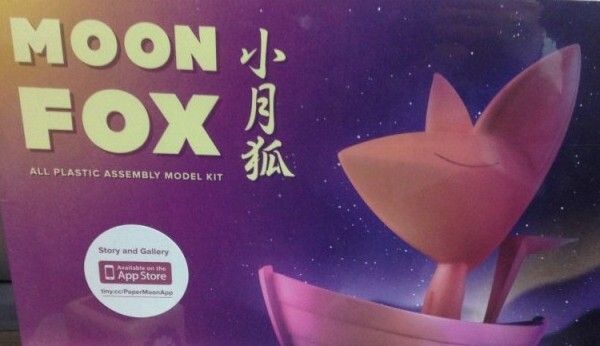 MOON
FOX
小月狐
ALL PLASTIC ASSEMBLY MODEL KIT
Story and Gallery
Available on the
App Store
tiny.cc/PaperMoonApp